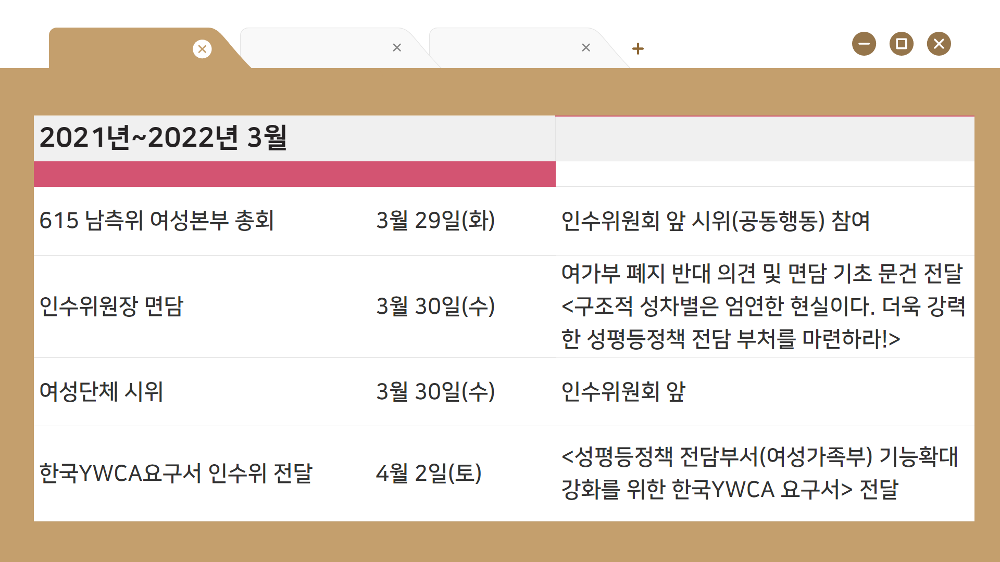 2021년~2022년 3월
615 남측위 여성본부 총회 3월 29일(화) 인수위원회 앞 시위(공동행동) 참여
인수위원장 면담 3월 30일(수) 여가부 폐지 반대 의견 및 면담 기초 문건 전달
<구조적 성차별은 엄연한 현실이다. 더욱 강력
한 성평등정책 전담 부처를 마련하라!>
여성단체 시위 3월 30일(수) 인수위원회 앞
한국YWCA요구서 인수위 전달 4월 2일(토) <성평등정책 전담부서(여성가족부) 기능확대
강화를 위한 한국YWCA 요구서> 전달